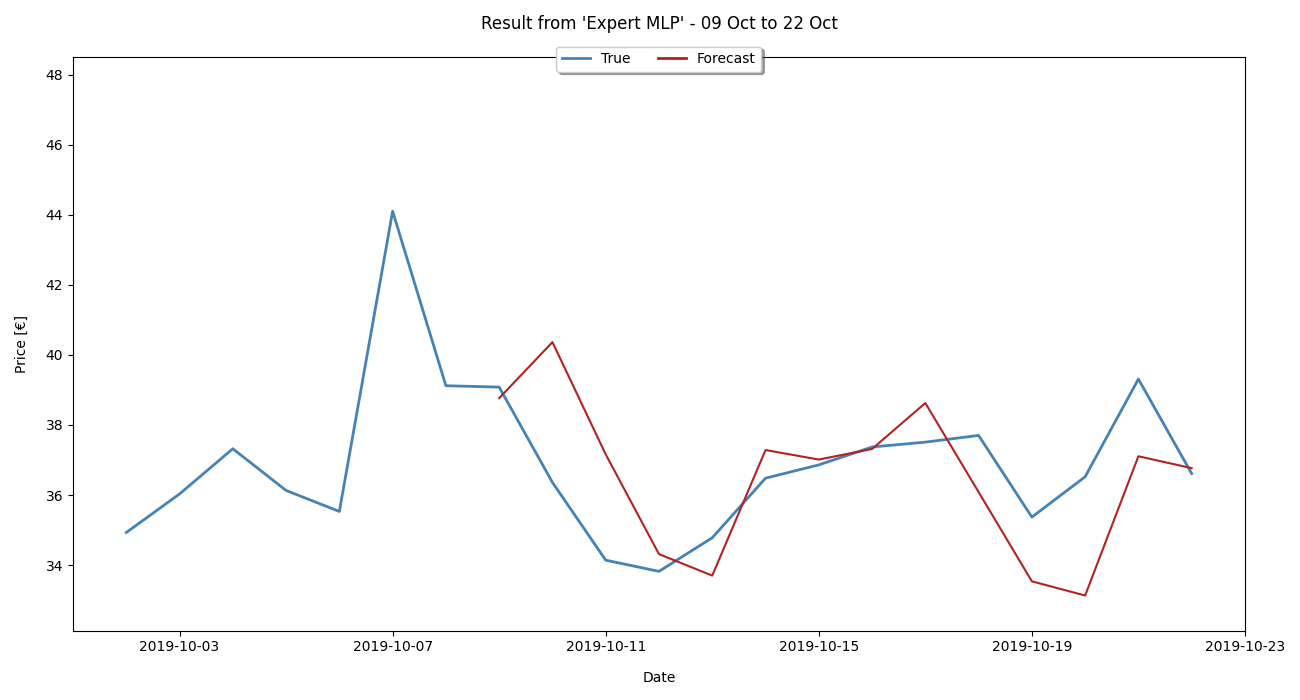 Result from 'Expert MLP' - 09 Oct to 22 Oct
True Forecast
48
46
44
42
40
38
36
34
Price [€]
2019-10-03 2019-10-07 2019-10-11 2019-10-15 2019-10-19 2019-10-23
Date